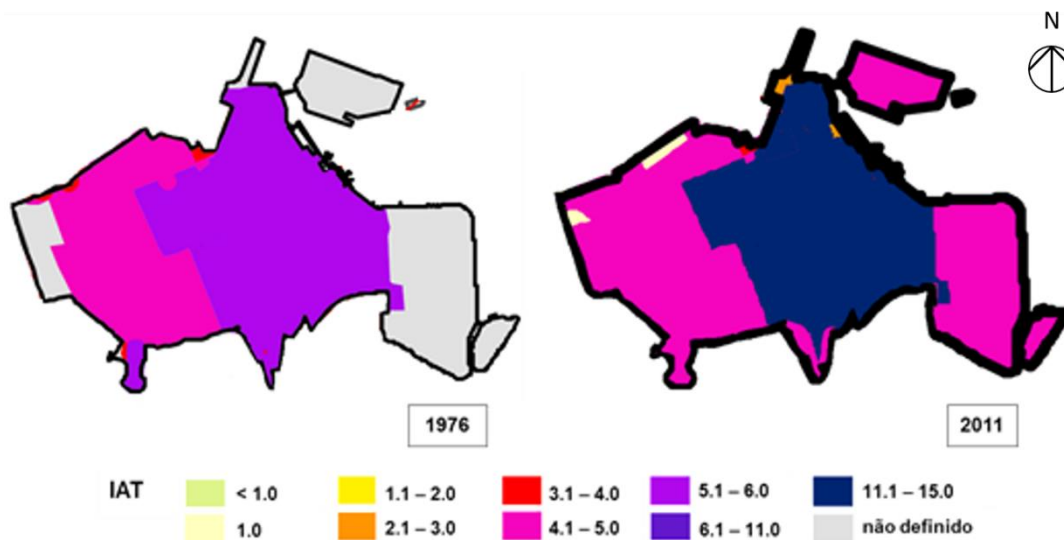 N
1976
2011
IAT
< 1.0
1.1 – 2.0
3.1 – 4.0
5.1 – 6.0
11.1 – 15.0
1.0
2.1 – 3.0
4.1 – 5.0
6.1 – 11.0
não definido